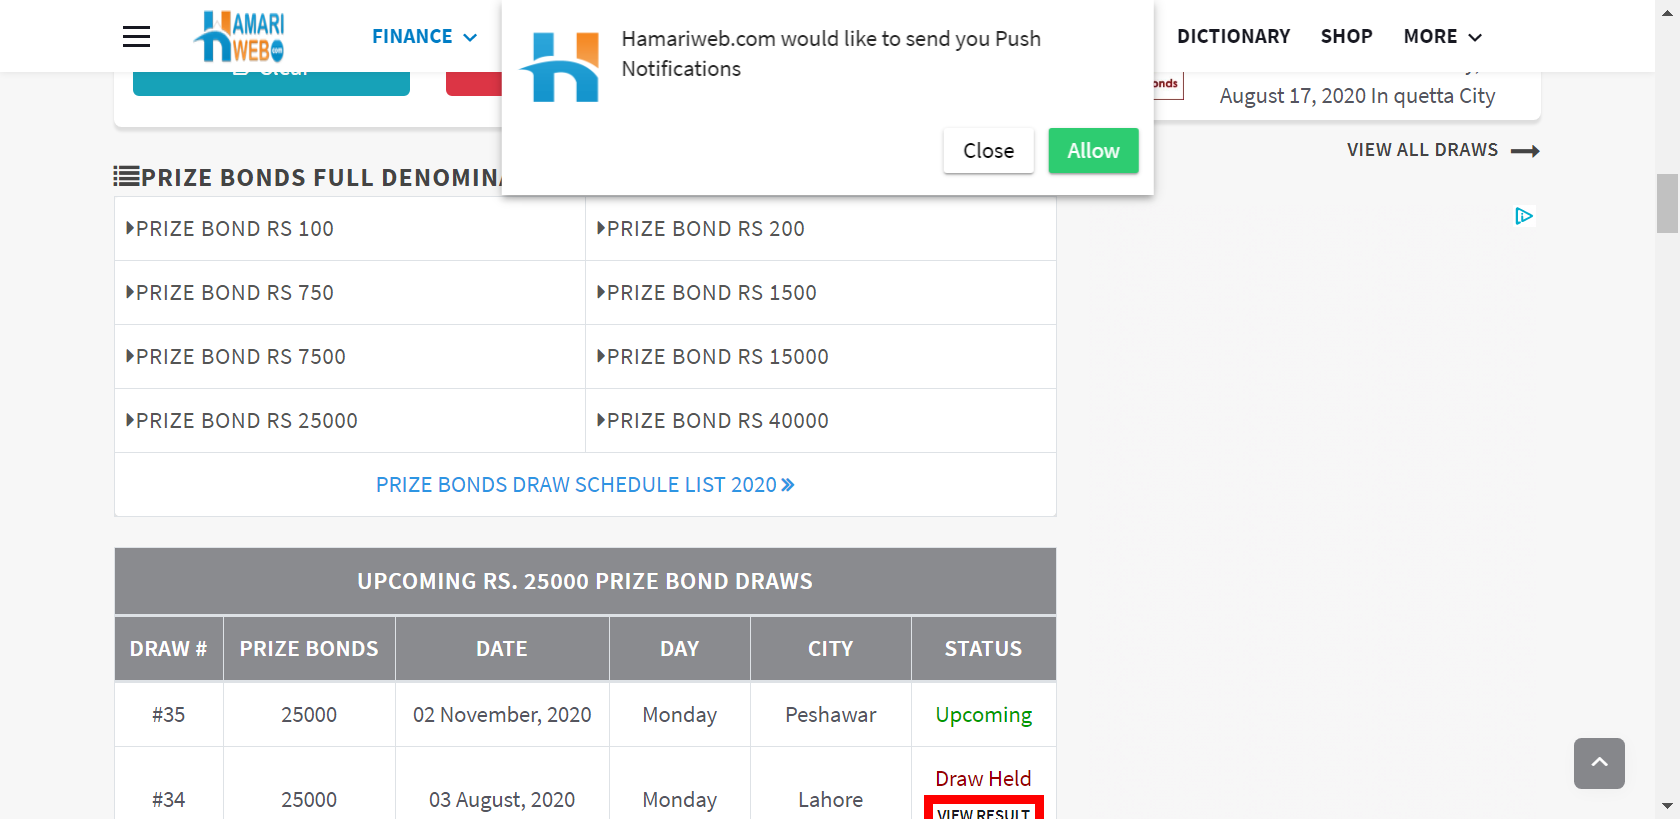 HAMARI
WEB.com
FINANCE
DICTIONARY
SHOP
MORE
Hamariweb.com would like to send you Push
Notifications
Close
Allow
Clear
onds
August 17, 2020 In quetta City
VIEW ALL DRAWS
PRIZE BONDS FULL DENOMINA
PRIZE BOND RS 100
PRIZE BOND RS 200
PRIZE BOND RS 750
PRIZE BOND RS 1500
PRIZE BOND RS 7500
PRIZE BOND RS 15000
PRIZE BOND RS 25000
PRIZE BOND RS 40000
PRIZE BONDS DRAW SCHEDULE LIST 2020
UPCOMING RS. 25000 PRIZE BOND DRAWS
DRAW # PRIZE BONDS DATE DAY CITY STATUS
#35 25000 02 November, 2020 Monday Peshawar Upcoming
#34 25000 03 August, 2020 Monday Lahore Draw Held
VIEW RESULT